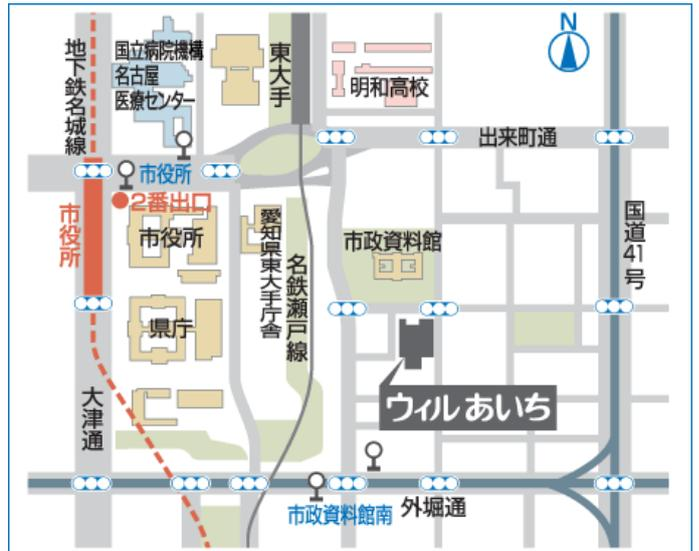 N
地下鉄名城線
国立病院機構
名古屋
医療センター
東大手
明和高校
出来町通
市役所
2番出口
市役所
市役所
愛知県東大手庁舎
名鉄瀬戸線
市政資料館
国道41号
県庁
大津通
ウィルあいち
市政資料館南
外堀通